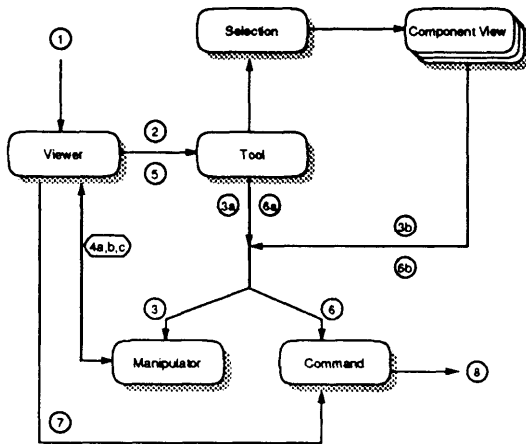 Selection
Component View
1
2
Viewer
Tool
5
3a
6a
3b
4a,b,c
6b
3
6
Manipulator
Command
8
7